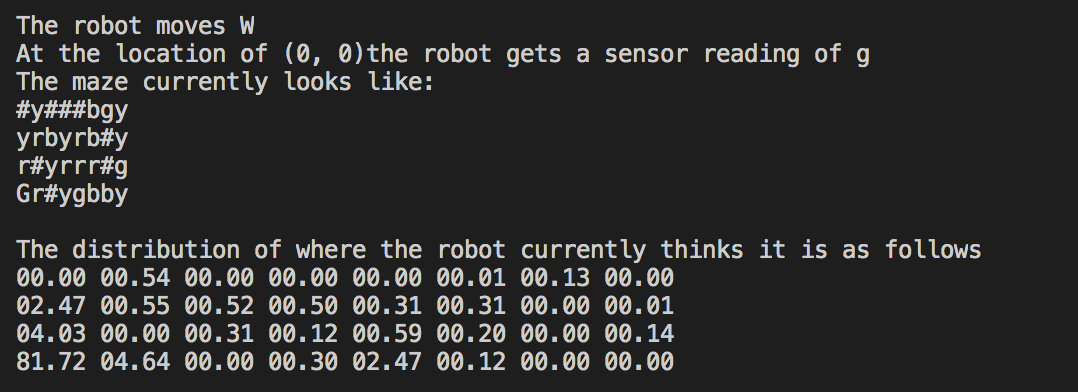 The robot moves W
At the location of (0, 0)the robot gets a sensor reading of g
The maze currently looks like:
#y###bgy
yrbyrb#y
r#yrrr#g
Gr#ygbby
The distribution of where the robot currently thinks it is as follows
00.00 00.54 00.00 00.00 00.00 00.01 00.13 00.00
02.47 00.55 00.52 00.50 00.31 00.31 00.00 00.01
04.03 00.00 00.31 00.12 00.59 00.20 00.00 00.14
81.72 04.64 00.00 00.30 02.47 00.12 00.00 00.00